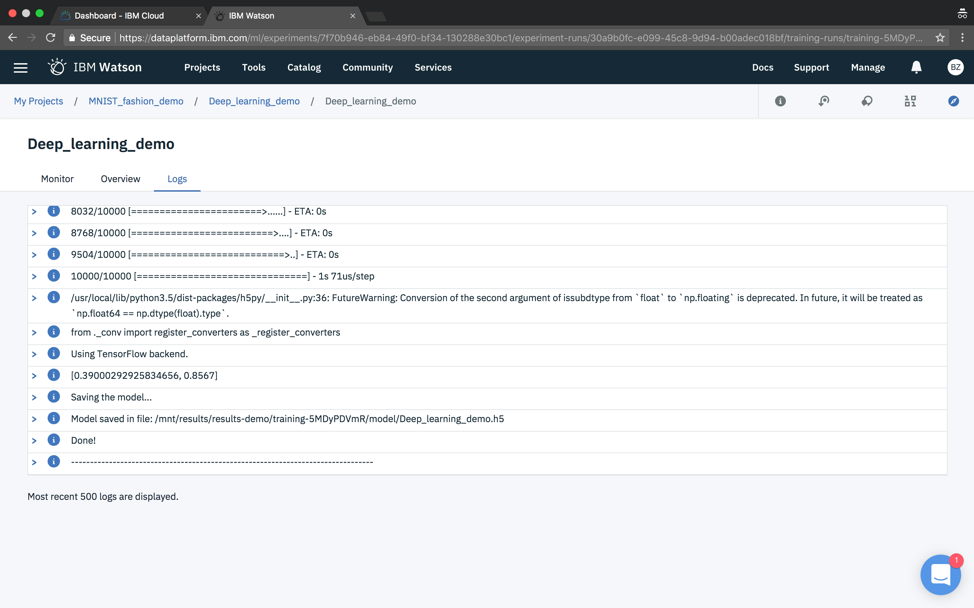 Dashboard - IBM Cloud
IBM Watson
Secure https://dataplatform.ibm.com/ml/experiments/7f70b946-eb84-49f0-bf34-130288e30bc1/experiment-runs/30a9b0fc-e099-45c8-9d94-b00adec018bf/training-runs/training-5MDyP...
IBM Watson Projects Tools Catalog Community Services Docs Support Manage BZ
My Projects / MNIST_fashion_demo / Deep_learning_demo / Deep_learning_demo
Deep_learning_demo
Monitor Overview Logs
8032/10000 [=======================>......] - ETA: 0s
8768/10000 [=========================>....] - ETA: 0s
9504/10000 [===========================>..] - ETA: 0s
10000/10000 [==============================] - 1s 71us/step
/usr/local/lib/python3.5/dist-packages/h5py/__init__.py:36: FutureWarning: Conversion of the second argument of issubdtype from `float` to `np.floating` is deprecated. In future, it will be treated as
`np.float64 == np.dtype(float).type`.
from ._conv import register_converters as _register_converters
Using TensorFlow backend.
[0.39000292925834656, 0.8567]
Saving the model...
Model saved in file: /mnt/results/results-demo/training-5MDyPDVmR/model/Deep_learning_demo.h5
Done!
--------------------------------------------------------------------------------
Most recent 500 logs are displayed.
1